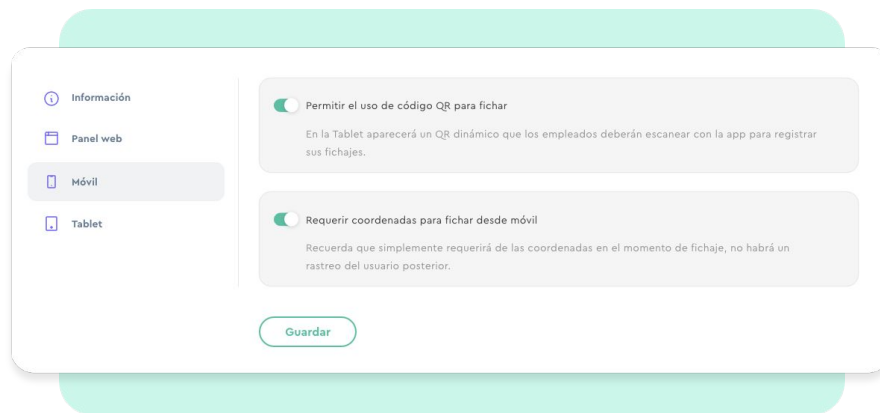 Información
Panel web
Móvil
Tablet
Permitir el uso de código QR para fichar
En la Tablet aparecerá un QR dinámico que los empleados deberán escanear con la app para registrar
sus fichajes.
Requerir coordenadas para fichar desde móvil
Recuerda que simplemente requerirá de las coordenadas en el momento de fichaje, no habrá un
rastreo del usuario posterior.
Guardar